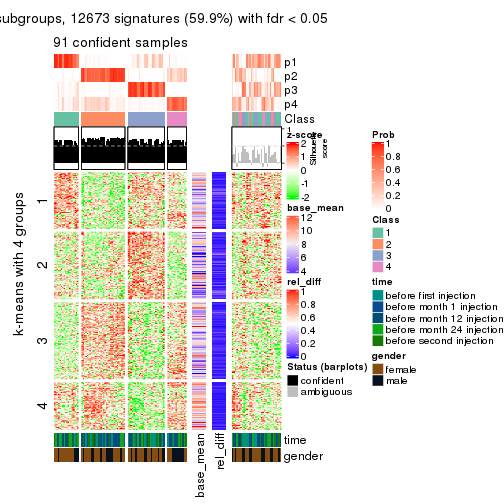 subgroups, 12673 signatures (59.9%) with fdr < 0.05
91 confident samples
p1
p2
p3
p4
Class
1
Silhouette
score
k-means with 4 groups
1
2
3
4
time
gender
base_mean
rel_diff
z-score
2
1
0
-1
-2
base_mean
12
10
8
6
4
rel_diff
1
0.8
0.6
0.4
0.2
0
Status (barplots)
confident
ambiguous
Prob
1
0.8
0.6
0.4
0.2
0
Class
1
2
3
4
time
before first injection
before month 1 injection
before month 12 injection
before month 24 injection
before second injection
gender
female
male